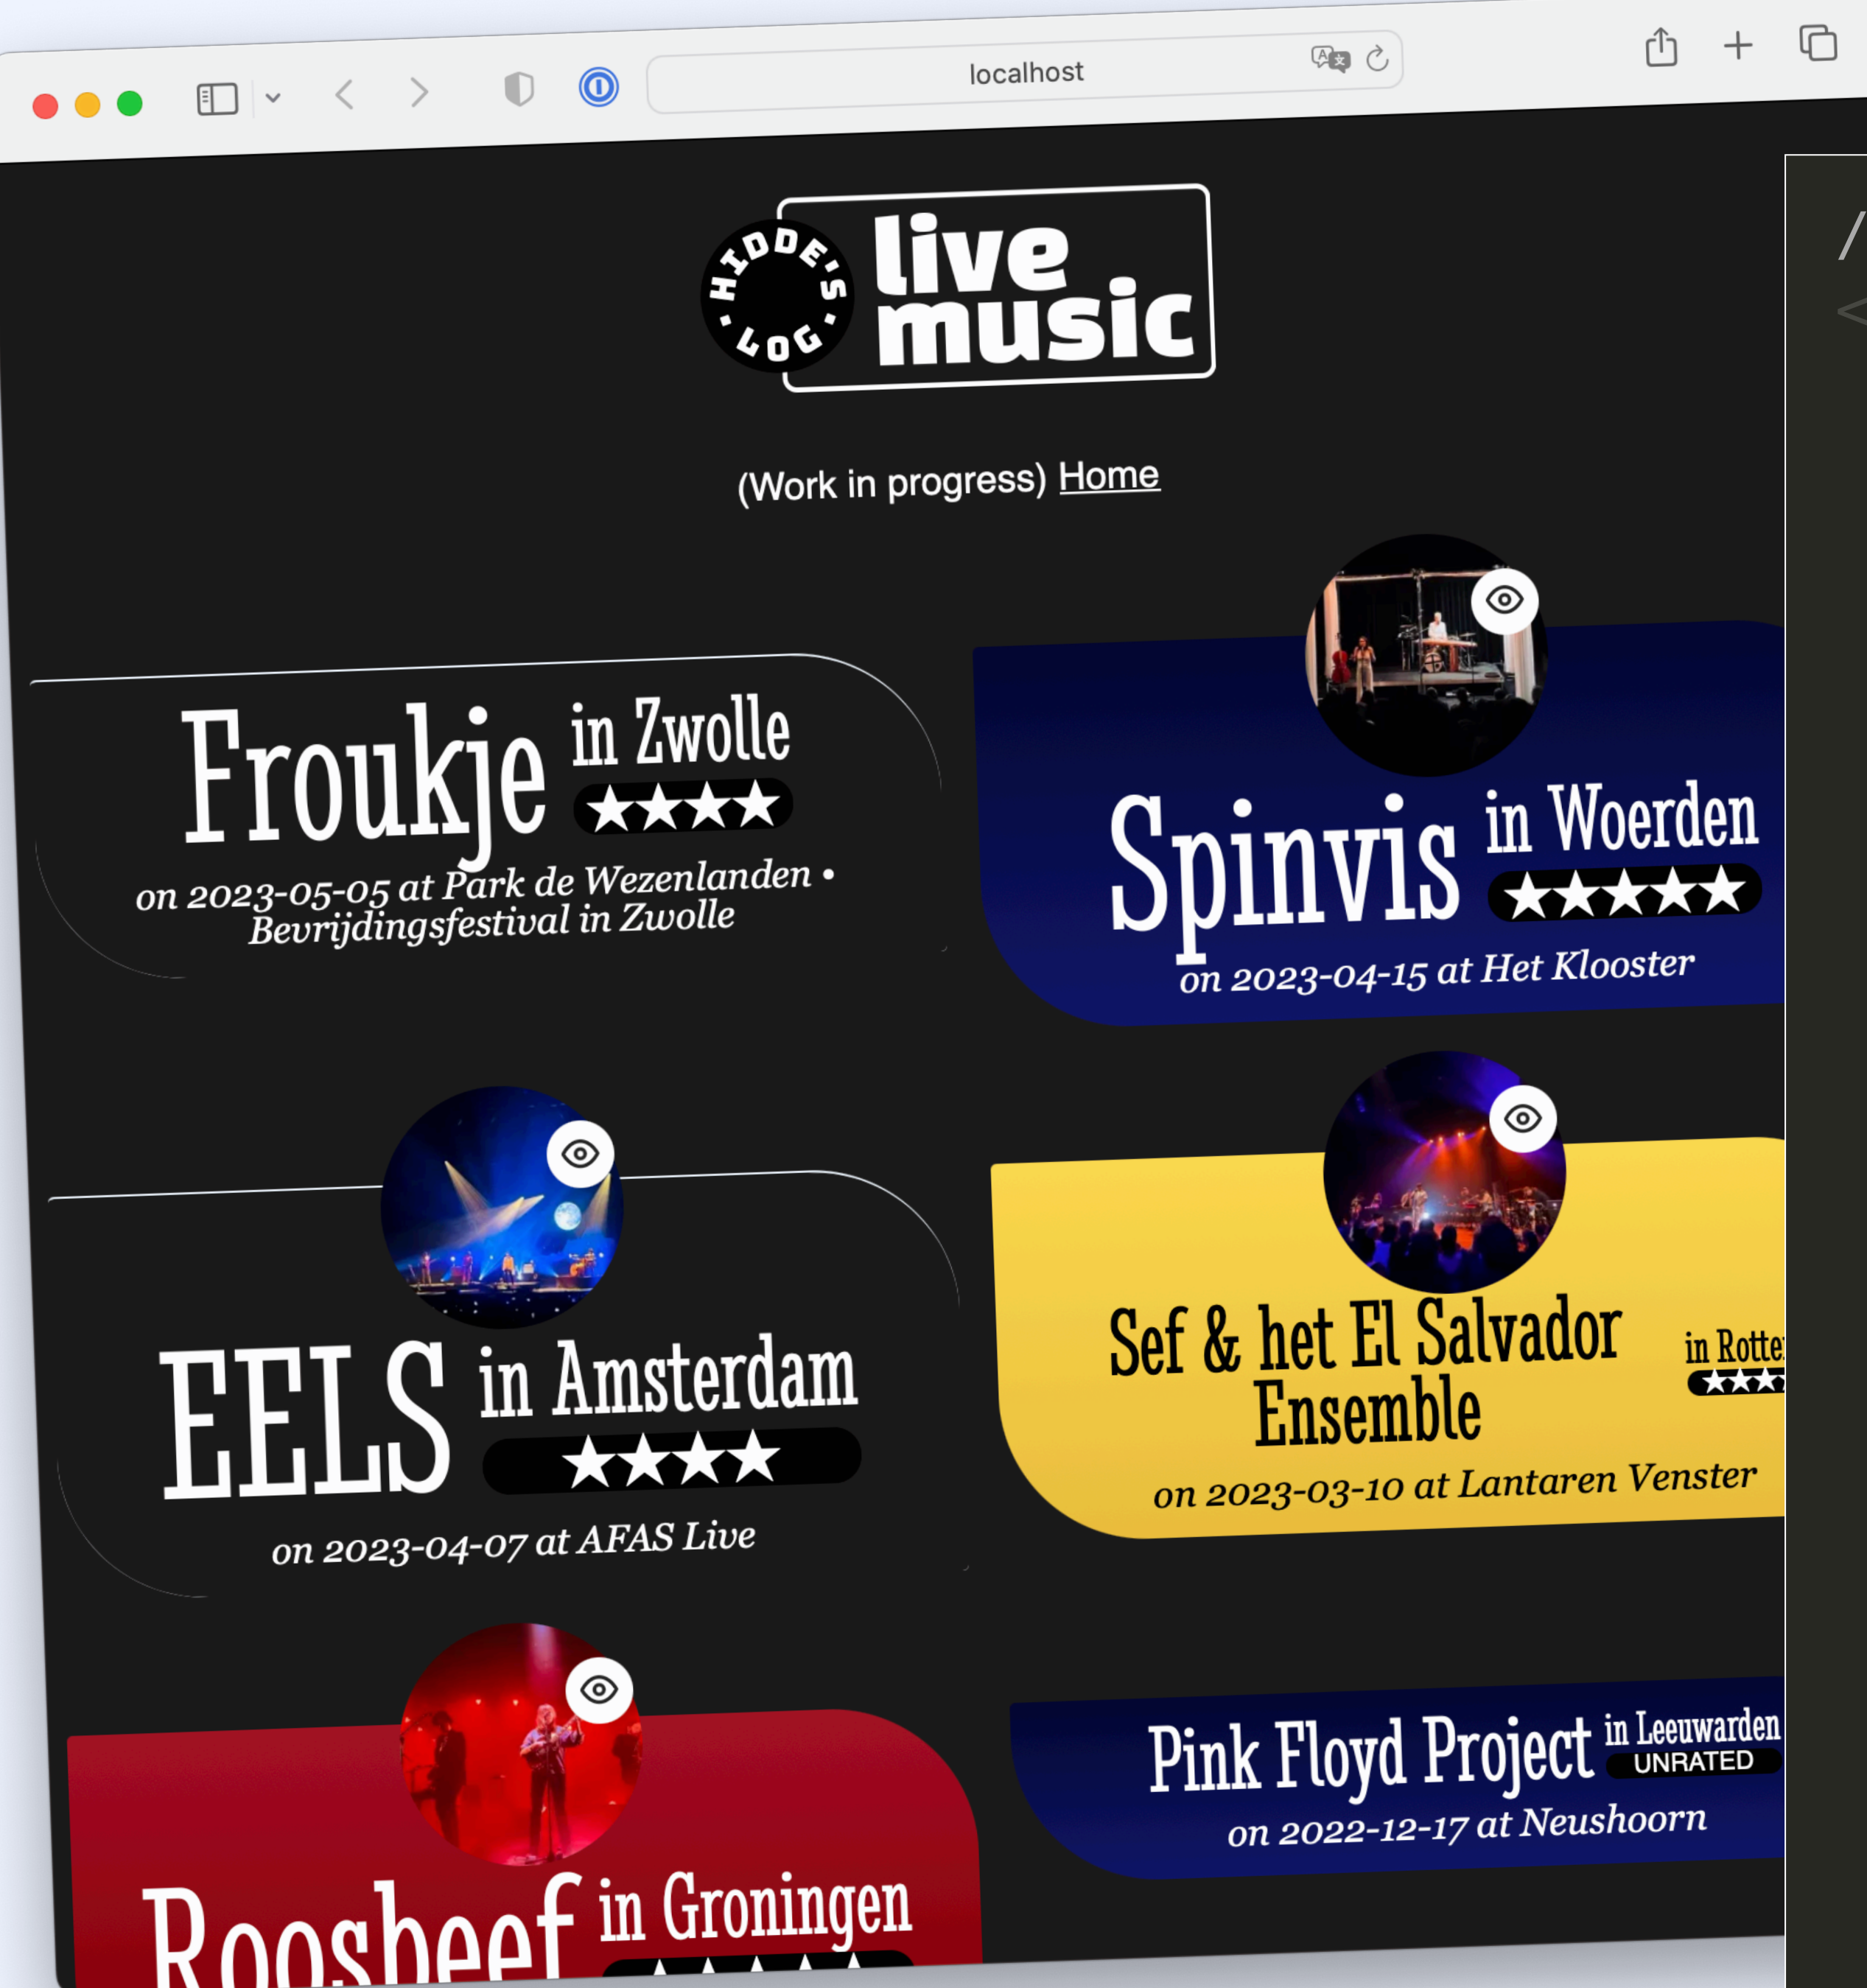 localhost
HIDDE'S LOG
live
music
(Work in progress) Home
Froukje in Zwolle
★★★★
on 2023-05-05 at Park de Wezenlanden •
Bevrijdingsfestival in Zwolle
Spinvis in Woerden
★★★★★
on 2023-04-15 at Het Klooster
EELS in Amsterdam
★★★★
on 2023-04-07 at AFAS Live
Sef & het El Salvador
Ensemble
in Rotte
on 2023-03-10 at Lantaren Venster
Roosbeef in Groningen
Pink Floyd Project in Leeuwarden
UNRATED
on 2022-12-17 at Neushoorn
/
<